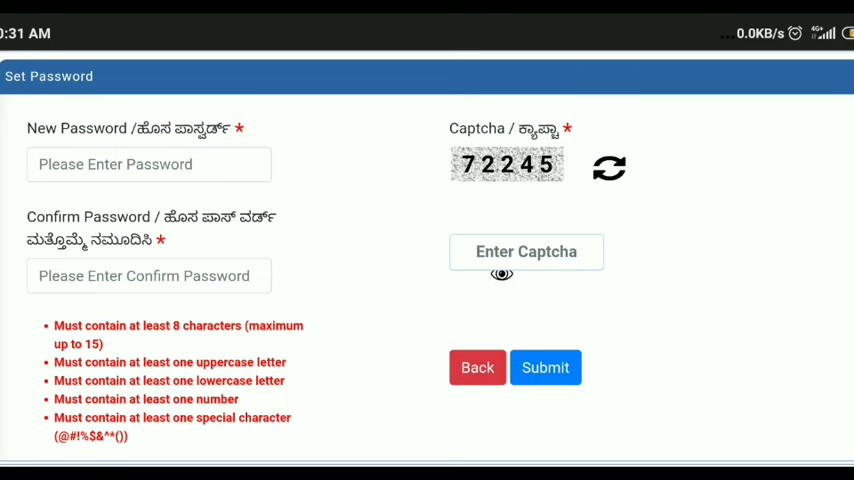 0:31 AM
...0.0KB/s
4G+
Set Password
New Password /ಹೊಸ ಪಾಸ್ವರ್ಡ್ *
Please Enter Password
Confirm Password / ಹೊಸ ಪಾಸ್ ವರ್ಡ್
ಮತ್ತೊಮ್ಮೆ ನಮೂದಿಸಿ *
Please Enter Confirm Password
• Must contain at least 8 characters (maximum
up to 15)
• Must contain at least one uppercase letter
• Must contain at least one lowercase letter
• Must contain at least one number
• Must contain at least one special character
(@#!%$&^*())
Captcha / ಕ್ಯಾಪ್ಚಾ *
72245
Enter Captcha
Back
Submit